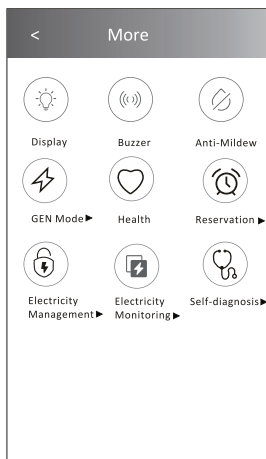 < More
Display Buzzer Anti-Mildew
GEN Mode▶ Health Reservation▶
Electricity Electricity Self-diagnosis▶
Management▶ Monitoring▶